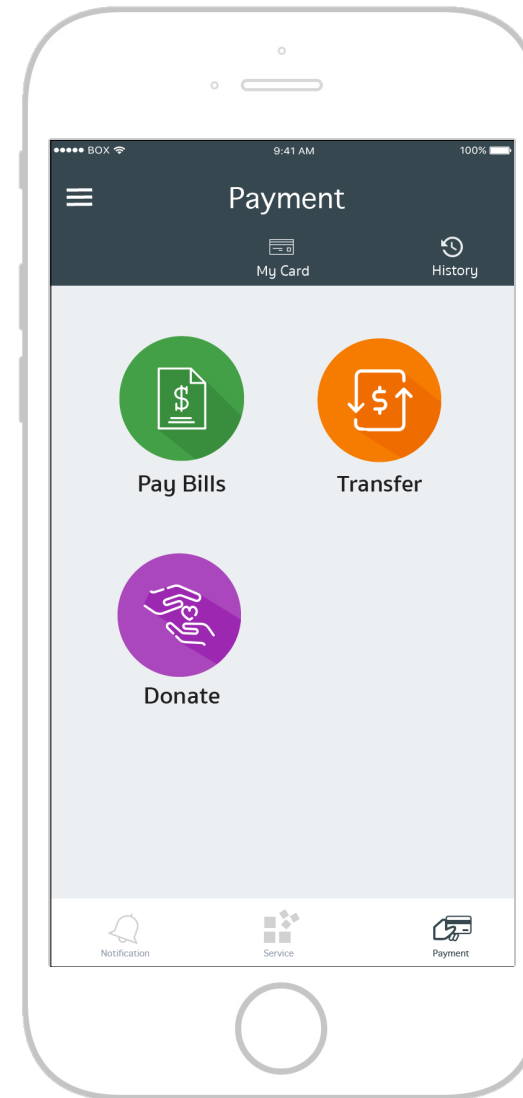 BOX 9:41 AM 100%
Payment
My Card History
$ $
Pay Bills Transfer
Donate
Notification Service Payment